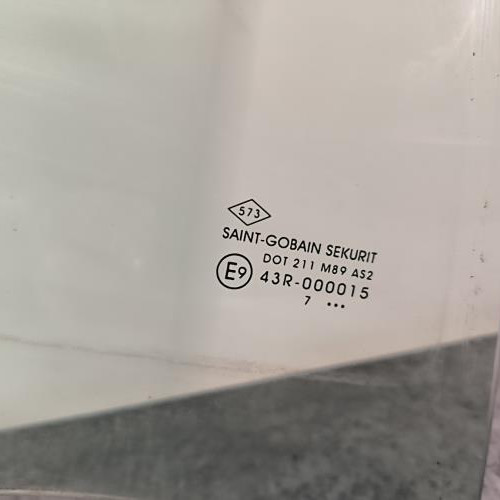 573
SAINT-GOBAIN SEKURIT
DOT 211 M89 AS2
E9 43R-000015
7 •••